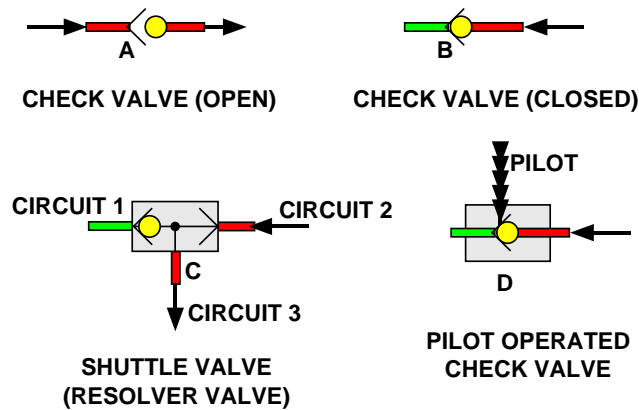 A
B
CHECK VALVE (OPEN)
CHECK VALVE (CLOSED)
PILOT
CIRCUIT 1
CIRCUIT 2
C
D
CIRCUIT 3
SHUTTLE VALVE
(RESOLVER VALVE)
PILOT OPERATED
CHECK VALVE